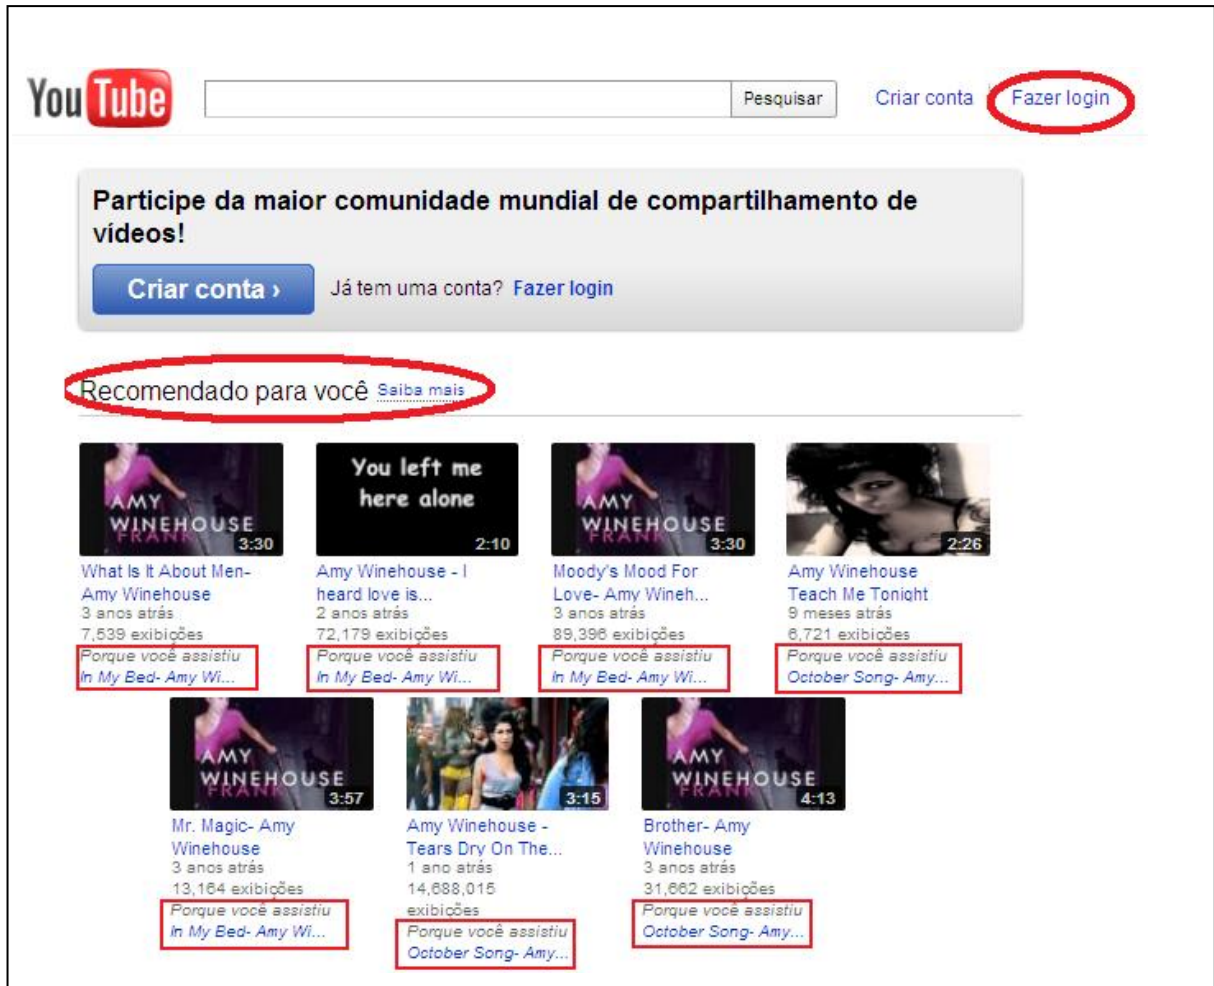 YouTube
Pesquisar
Criar conta
Fazer login
Participe da maior comunidade mundial de compartilhamento de
vídeos!
Criar conta ›
Já tem uma conta? Fazer login
Recomendado para você Saiba mais
AMY
WINEHOUSE
FRANK
3:30
What Is It About Men-
Amy Winehouse
3 anos atrás
7,539 exibições
Porque você assistiu
In My Bed- Amy Wi...
You left me
here alone
2:10
Amy Winehouse - I
heard love is...
2 anos atrás
72,179 exibições
Porque você assistiu
In My Bed- Amy Wi...
AMY
WINEHOUSE
FRANK
3:30
Moody's Mood For
Love- Amy Wineh...
3 anos atrás
89,396 exibições
Porque você assistiu
In My Bed- Amy Wi...
2:26
Amy Winehouse
Teach Me Tonight
9 meses atrás
6,721 exibições
Porque você assistiu
October Song- Amy...
AMY
WINEHOUSE
FRANK
3:57
Mr. Magic- Amy
Winehouse
3 anos atrás
13,164 exibições
Porque você assistiu
In My Bed- Amy Wi...
3:15
Amy Winehouse -
Tears Dry On The...
1 ano atrás
14,688,015
exibições
Porque você assistiu
October Song- Amy...
AMY
WINEHOUSE
FRANK
4:13
Brother- Amy
Winehouse
3 anos atrás
31,662 exibições
Porque você assistiu
October Song- Amy...